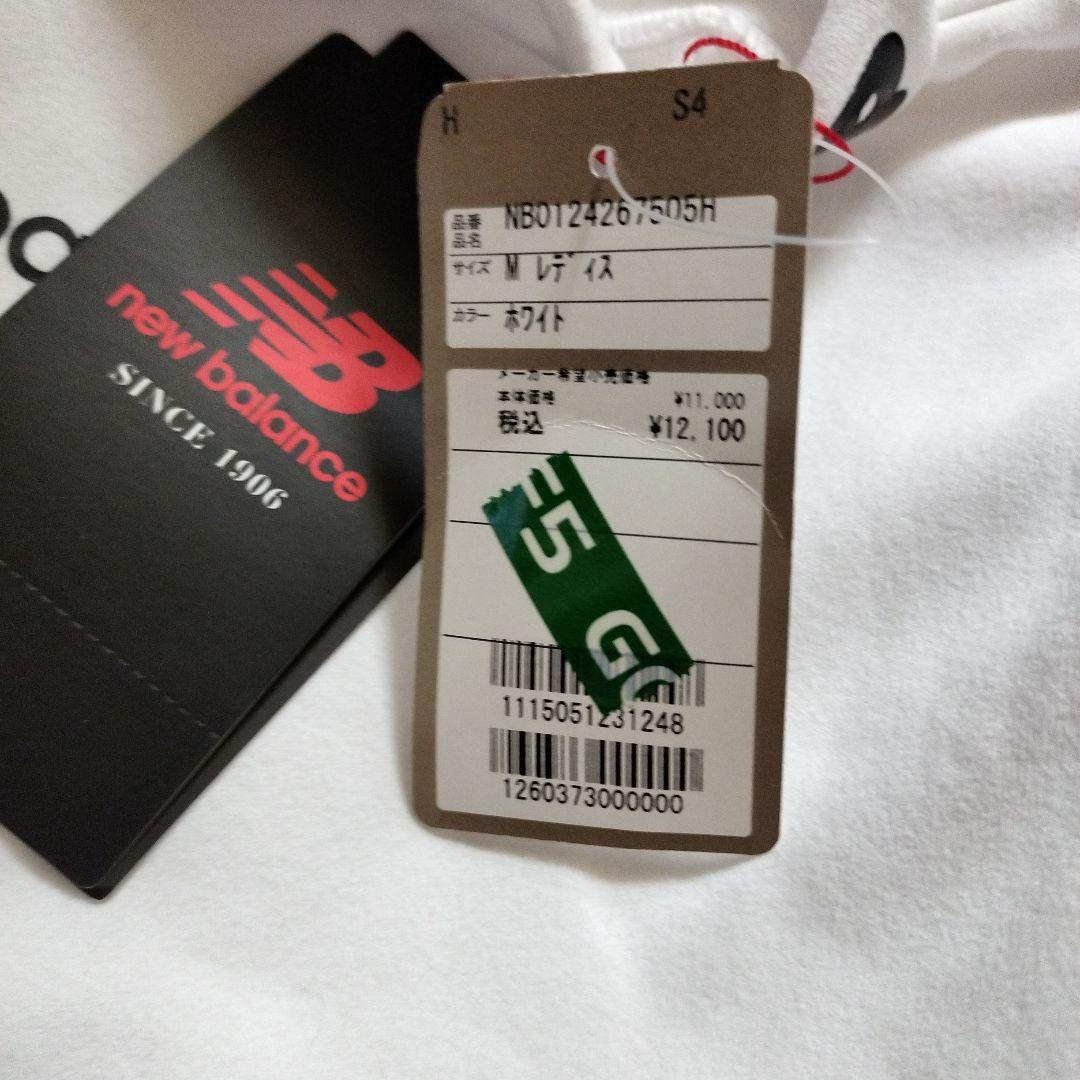 new balance
SINCE 1906
H S4
品番 NB0124267505H
品名
サイズ M レディス
カラー ホワイト
メーカー希望小売価格
本体価格 ¥11,000
税込 ¥12,100
F5 G
1115051231248
1260373000000